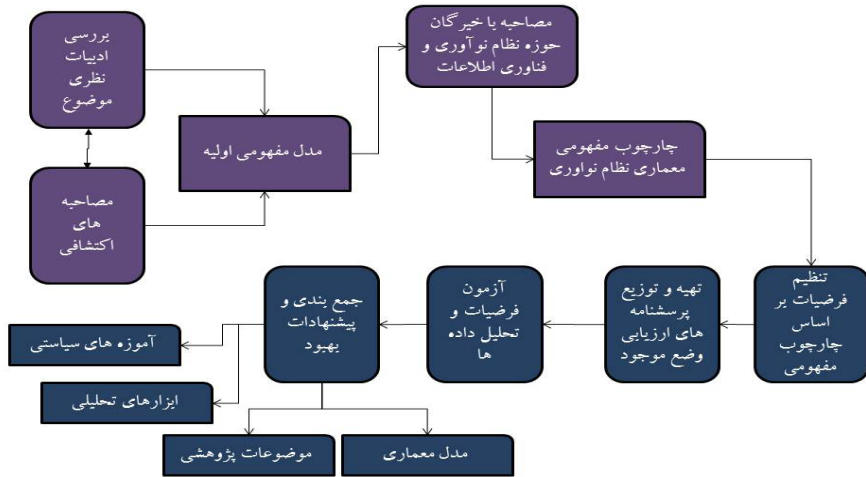 بررسی
ادبیات
نظری
موضوع
مصاحبه
های
اکتشافی
مدل مفهومی اولیه
مصاحبه با خبرگان
حوزه نظام نوآوری و
فناوری اطلاعات
چارچوب مفهومی
معماری نظام نواوری
تنظیم
فرضیات بر
اساس
چارچوب
مفهومی
تهیه و توزیع
پرسشنامه
های ارزیابی
وضع موجود
آزمون
فرضیات و
تحلیل داده
ها
جمع بندی و
پیشنهادات
بهبود
آموزه های سیاستی
ابزارهای تحلیلی
موضوعات پژوهشی
مدل معماری